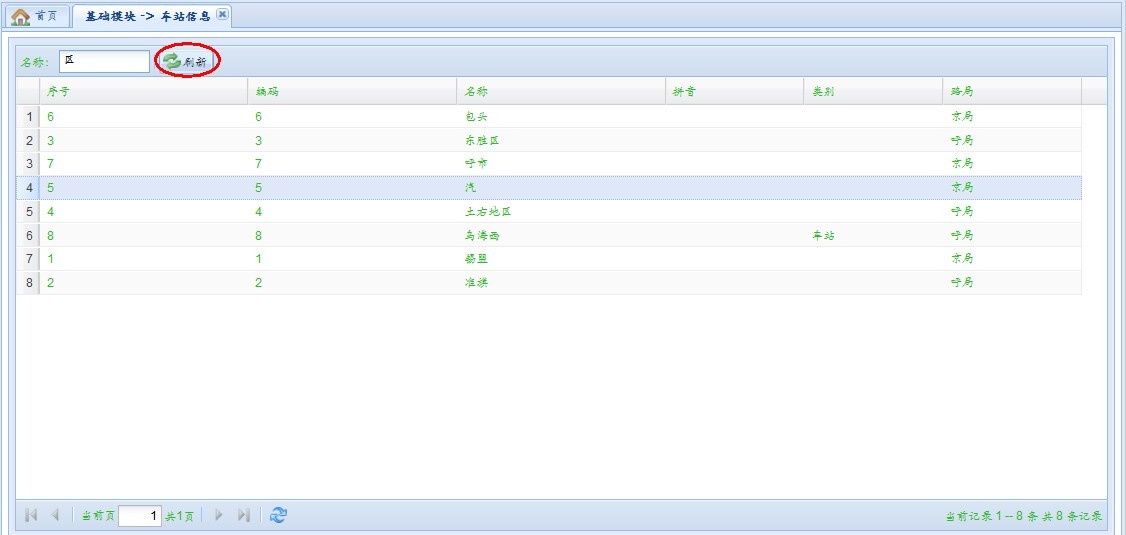 首页 基础模块 -> 车站信息
名称: 区 刷新
序号 编码 名称 拼音 类别 路局
1 6 6 包头 京局
2 3 3 东胜区 呼局
3 7 7 呼市 京局
4 5 5 汽 京局
5 4 4 土右地区 呼局
6 8 8 乌海西 车站 呼局
7 1 1 锡盟 京局
8 2 2 准旗 呼局
当前页 1 共1页 当前记录 1 -- 8 条 共 8 条记录